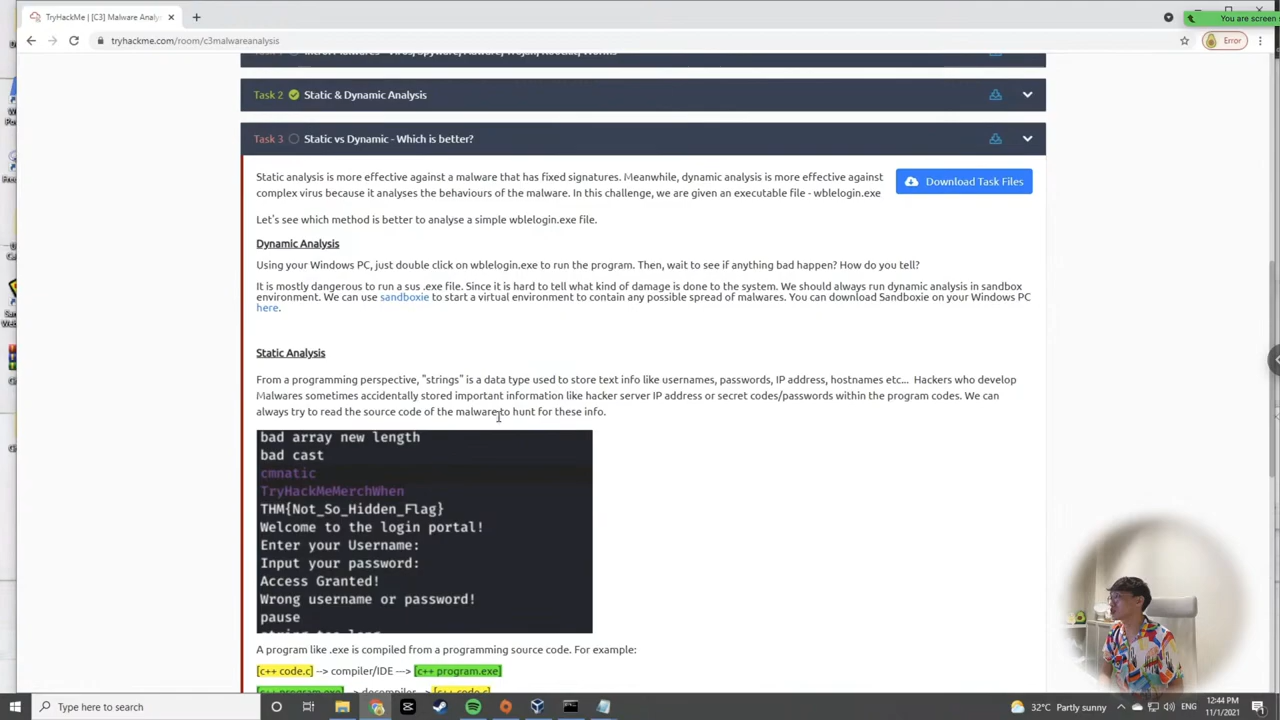 TryHackMe | [C3] Malware Analy
You are screen s
tryhackme.com/room/c3malwareanalysis
Error
Task 2 Static & Dynamic Analysis
Task 3 Static vs Dynamic - Which is better?
Static analysis is more effective against a malware that has fixed signatures. Meanwhile, dynamic analysis is more effective against
complex virus because it analyses the behaviours of the malware. In this challenge, we are given an executable file - wblelogin.exe
Download Task Files
Let's see which method is better to analyse a simple wblelogin.exe file.
Dynamic Analysis
Using your Windows PC, just double click on wblelogin.exe to run the program. Then, wait to see if anything bad happen? How do you tell?
It is mostly dangerous to run a sus .exe file. Since it is hard to tell what kind of damage is done to the system. We should always run dynamic analysis in sandbox
environment. We can use sandboxie to start a virtual environment to contain any possible spread of malwares. You can download Sandboxie on your Windows PC
here.
Static Analysis
From a programming perspective, "strings" is a data type used to store text info like usernames, passwords, IP address, hostnames etc... Hackers who develop
Malwares sometimes accidentally stored important information like hacker server IP address or secret codes/passwords within the program codes. We can
always try to read the source code of the malware to hunt for these info.
bad array new length
bad cast
cmnatic
TryHackMeMerchWhen
THM{Not_So_Hidden_Flag}
Welcome to the login portal!
Enter your Username:
Input your password:
Access Granted!
Wrong username or password!
pause
string too long
A program like .exe is compiled from a programming source code. For example:
[c++ code.c] --> compiler/IDE ---> [c++ program.exe]
[c++ program.exe] --> decompiler --> [c++ code.c]
Type here to search
32°C Partly sunny
ENG
12:44 PM
11/1/2021